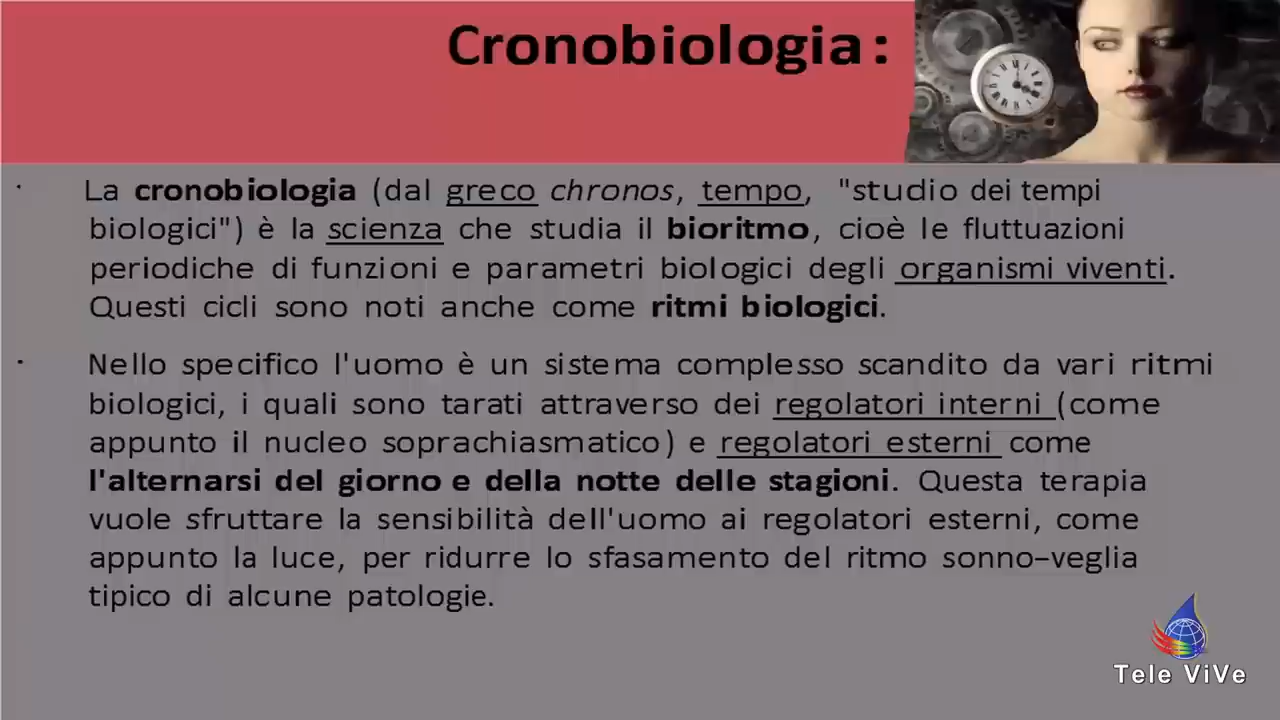 Cronobiologia:
La cronobiologia (dal greco chronos, tempo, "studio dei tempi
biologici") è la scienza che studia il bioritmo, cioè le fluttuazioni
periodiche di funzioni e parametri biologici degli organismi viventi.
Questi cicli sono noti anche come ritmi biologici.
Nello specifico l'uomo è un sistema complesso scandito da vari ritmi
biologici, i quali sono tarati attraverso dei regolatori interni (come
appunto il nucleo soprachiasmatico) e regolatori esterni come
l'alternarsi del giorno e della notte delle stagioni. Questa terapia
vuole sfruttare la sensibilità dell'uomo ai regolatori esterni, come
appunto la luce, per ridurre lo sfasamento del ritmo sonno–veglia
tipico di alcune patologie.
Tele ViVe